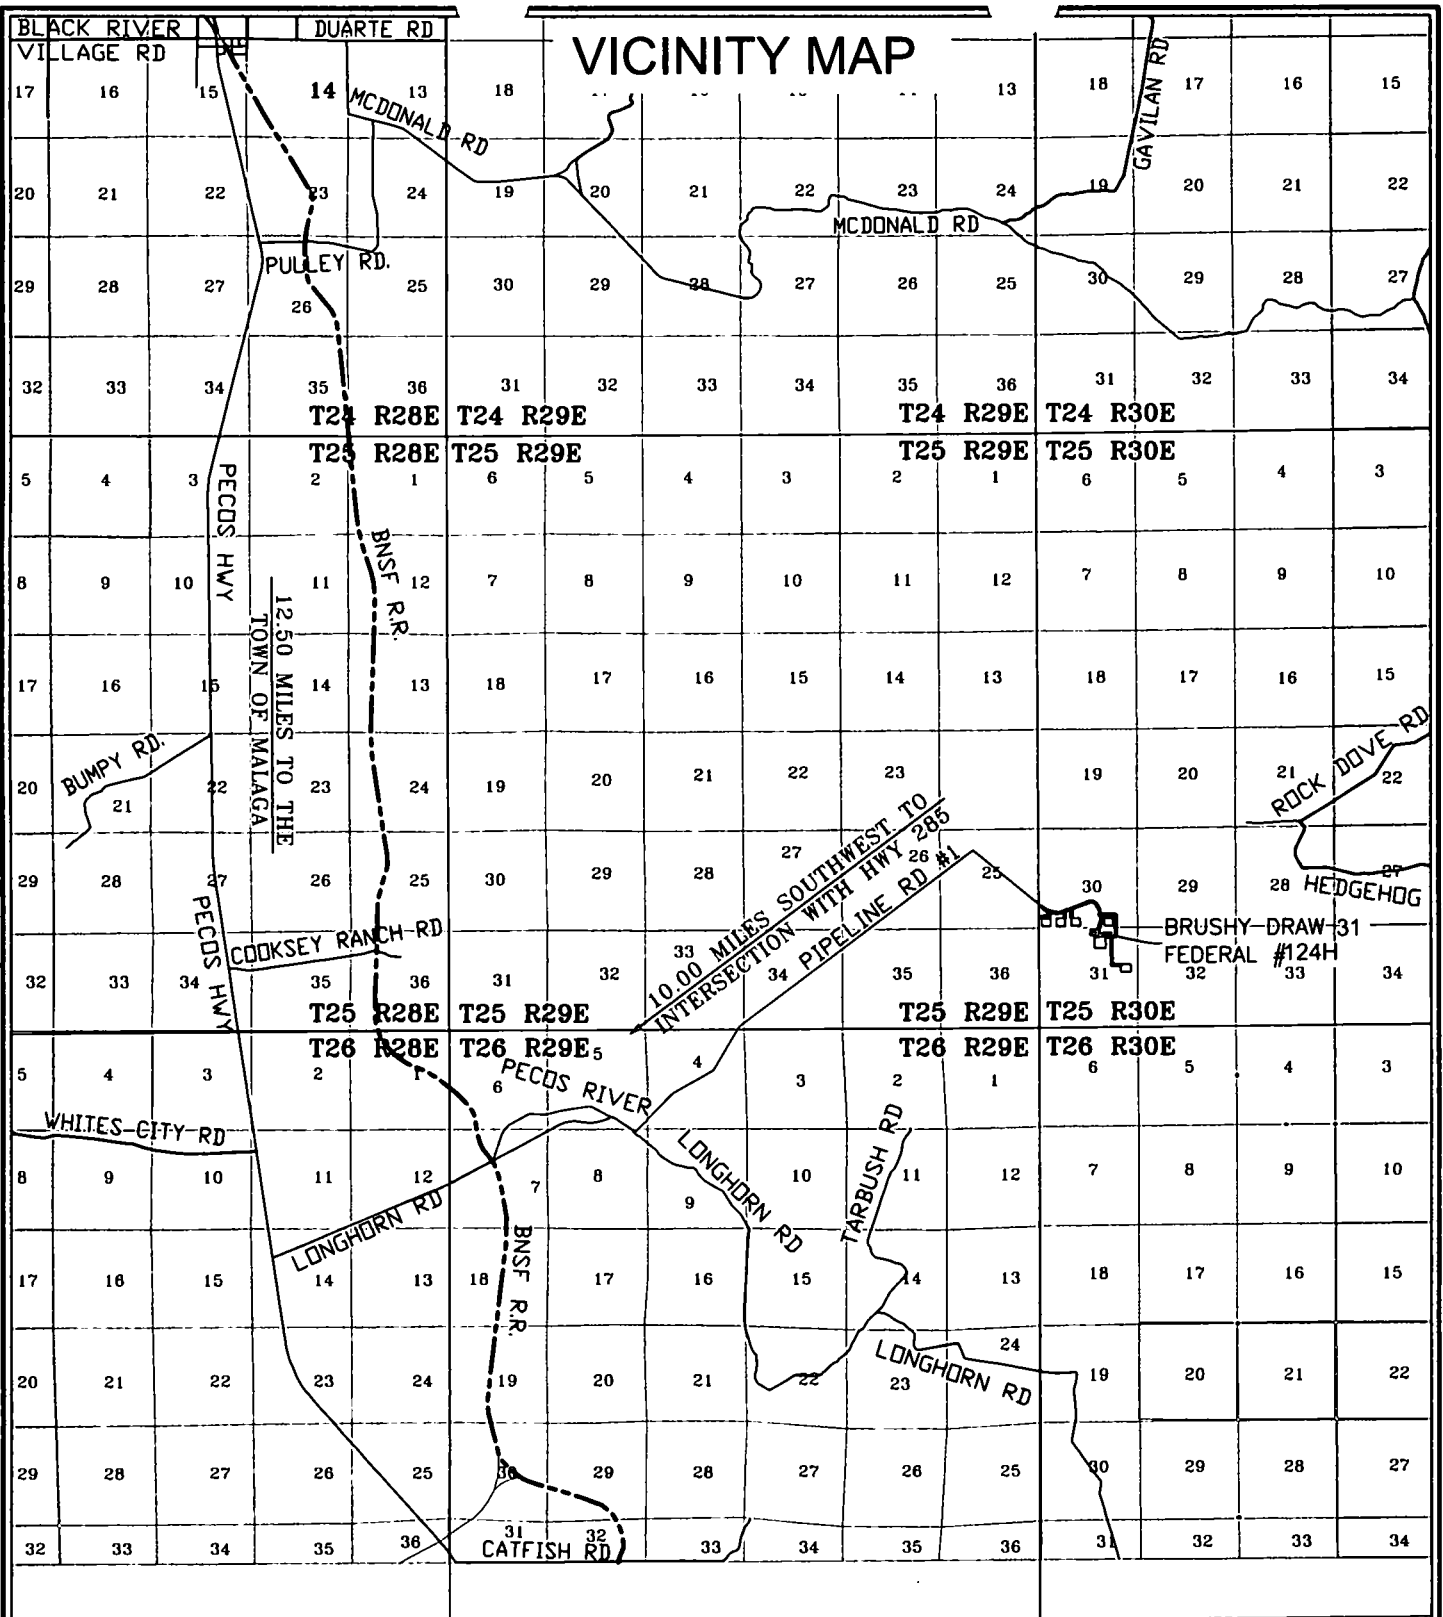 BLACK RIVER
VILLAGE RD
DUARTE RD
VICINITY MAP
GAVILAN RD
17 16 15 14 13 18 13 18 17 16 15
MCDONALD RD
20 21 22 23 24 19 20 21 22 23 24 19 20 21 22
MCDONALD RD
PULLEY RD.
29 28 27 26 25 30 29 28 27 26 25 30 29 28 27
32 33 34 35 36 31 32 33 34 35 36 31 32 33 34
T24 R28E T24 R29E T24 R29E T24 R30E
T25 R28E T25 R29E T25 R29E T25 R30E
5 4 3 2 1 6 5 4 3 2 1 6 5 4 3
PECOS HWY
BNSF R.R.
8 9 10 11 12 7 8 9 10 11 12 7 8 9 10
12.50 MILES TO THE
TOWN OF MALAGA
17 16 15 14 13 18 17 16 15 14 13 18 17 16 15
BUMPY RD.
ROCK DOVE RD
20 21 22 23 24 19 20 21 22 23 19 20 21 22
10.00 MILES SOUTHWEST TO
INTERSECTION WITH HWY 285
PIPELINE RD #1
29 28 27 26 25 30 29 28 27 26 25 30 29 28 27
HEDGEHOG
PECOS HWY
COOKSEY RANCH RD
BRUSHY DRAW 31
FEDERAL #124H
32 33 34 35 36 31 32 33 34 35 36 31 32 33 34
T25 R28E T25 R29E T25 R29E T25 R30E
T26 R28E T26 R29E T26 R29E T26 R30E
5 4 3 2 1 6 5 4 3 2 1 6 5 4 3
PECOS RIVER
WHITES CITY RD
LONGHORN RD
TARBUSH RD
8 9 10 11 12 7 8 9 10 11 12 7 8 9 10
LONGHORN RD
BNSF R.R.
17 16 15 14 13 18 17 16 15 14 13 18 17 16 15
LONGHORN RD
20 21 22 23 24 19 20 21 22 23 24 19 20 21 22
29 28 27 26 25 30 29 28 27 26 25 30 29 28 27
32 33 34 35 36 31 32 33 34 35 36 31 32 33 34
CATFISH RD